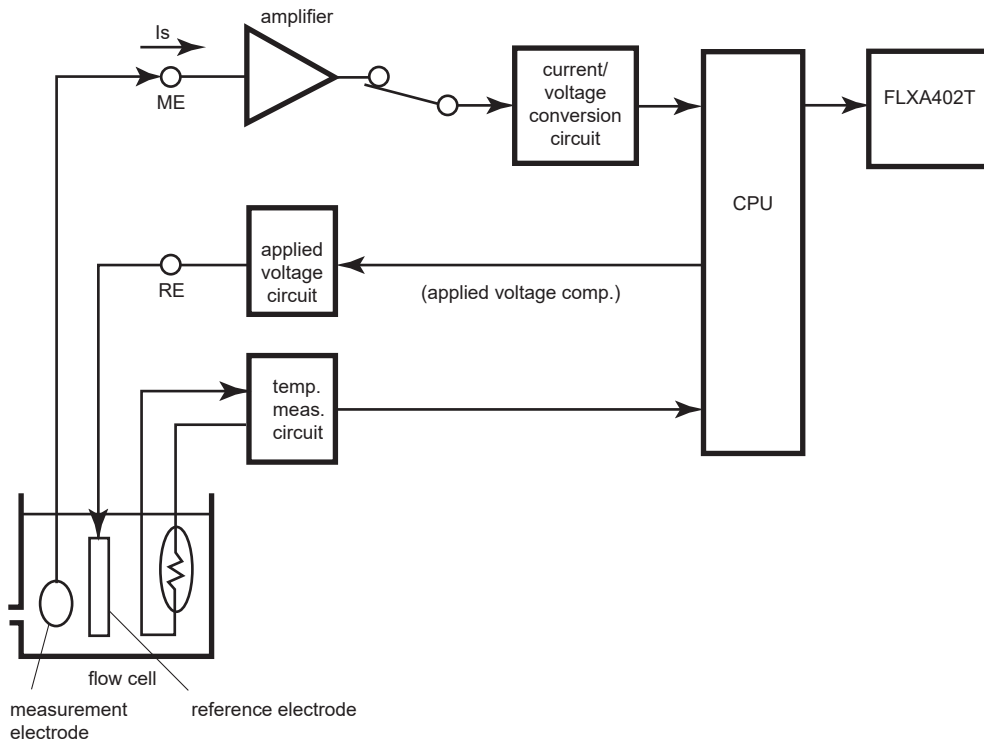 amplifier
Is
ME
current/
voltage
conversion
circuit
FLXA402T
CPU
applied
voltage
circuit
RE
(applied voltage comp.)
temp.
meas.
circuit
flow cell
measurement
electrode
reference electrode